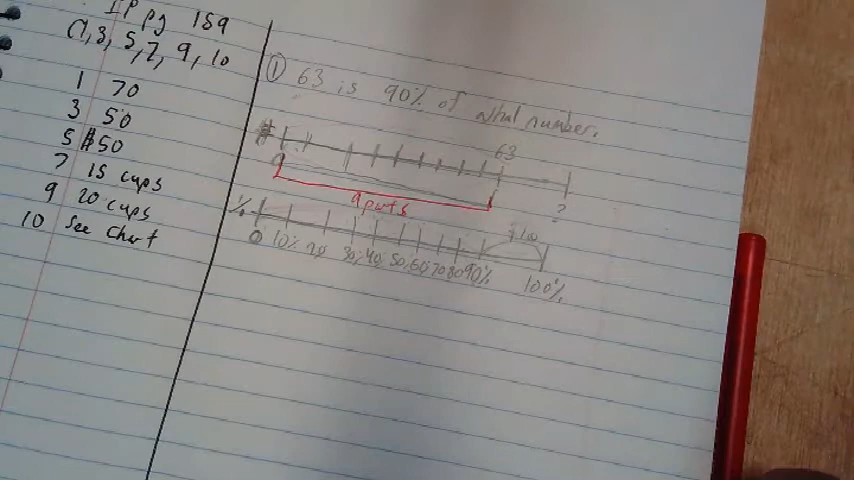 IP pg 159
(1, 3, 5, 7, 9, 10
1 70
3 50
5 $50
7 15 cups
9 20 cups
10 See Chart
① 63 is 90% of what number.
#
63
0
9 parts
?
%
0 10% 20 30 40 50 60 70 80 90% 100%